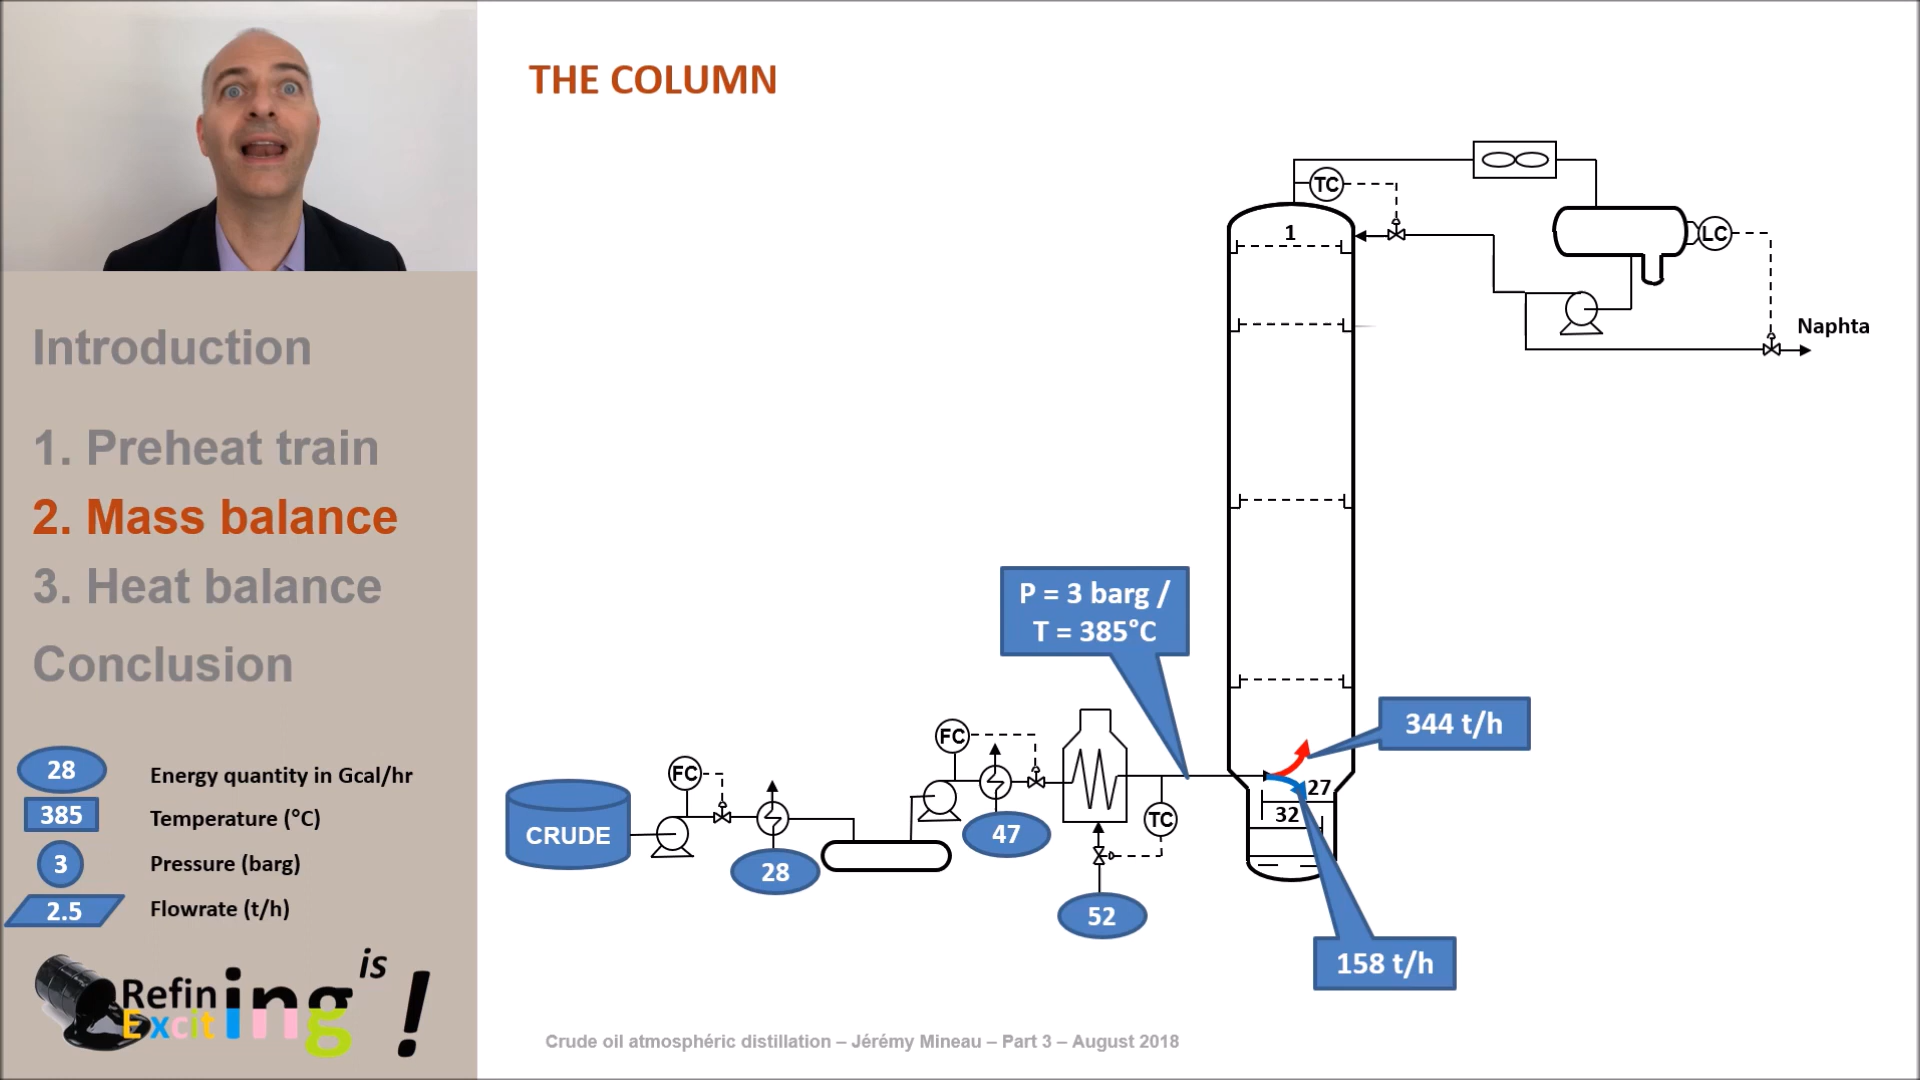 THE COLUMN
Introduction
1. Preheat train
2. Mass balance
3. Heat balance
Conclusion
28 Energy quantity in Gcal/hr
385 Temperature (°C)
3 Pressure (barg)
2.5 Flowrate (t/h)
Refining is
Exciting !
TC
1
LC
Naphta
P = 3 barg /
T = 385°C
344 t/h
FC
FC
27
32
CRUDE
TC
47
28
52
158 t/h
Crude oil atmosphéric distillation – Jérémy Mineau – Part 3 – August 2018